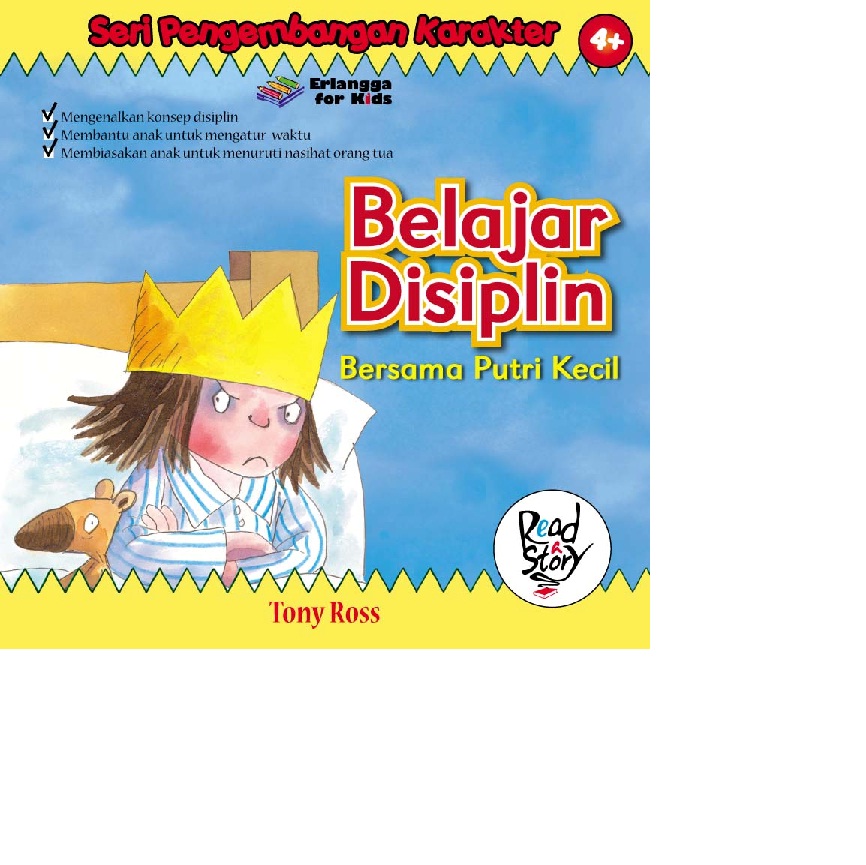 Seri Pengembangan Karakter
4+
Erlangga
for Kids
Mengenalkan konsep disiplin
Membantu anak untuk mengatur waktu
Membiasakan anak untuk menuruti nasihat orang tua
Belajar
Disiplin
Bersama Putri Kecil
Read
a
Story
Tony Ross